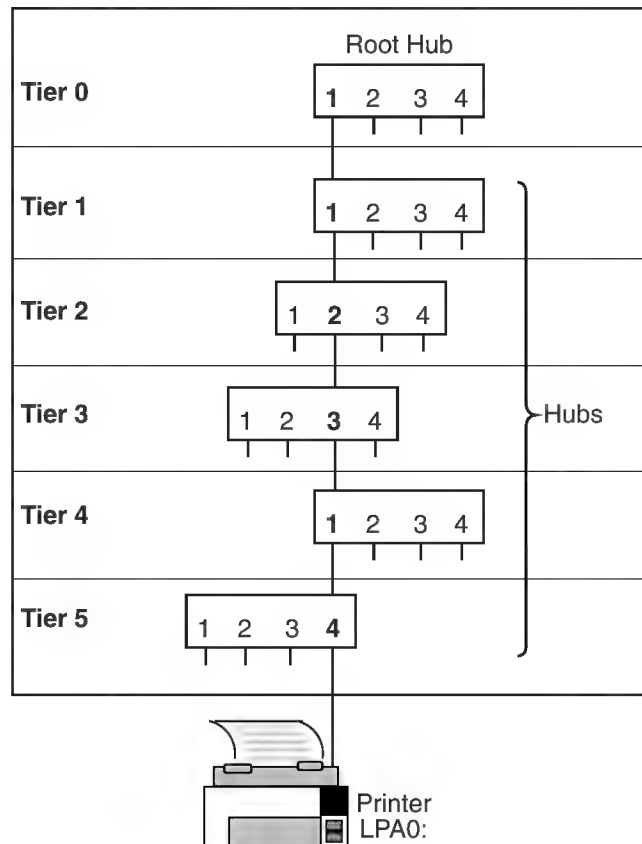 Root Hub
Tier 0
1 2 3 4
Tier 1
1 2 3 4
Tier 2
1 2 3 4
Tier 3
1 2 3 4
Hubs
Tier 4
1 2 3 4
Tier 5
1 2 3 4
Printer
LPA0: